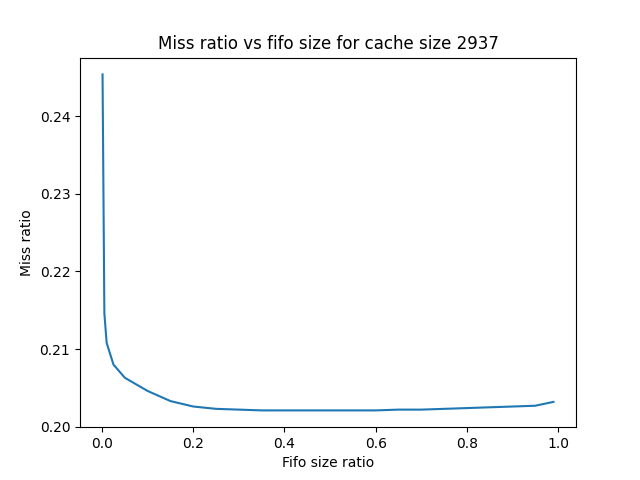 Miss ratio vs fifo size for cache size 2937
0.24
0.23
0.22
0.21
0.20
Miss ratio
0.0 0.2 0.4 0.6 0.8 1.0
Fifo size ratio